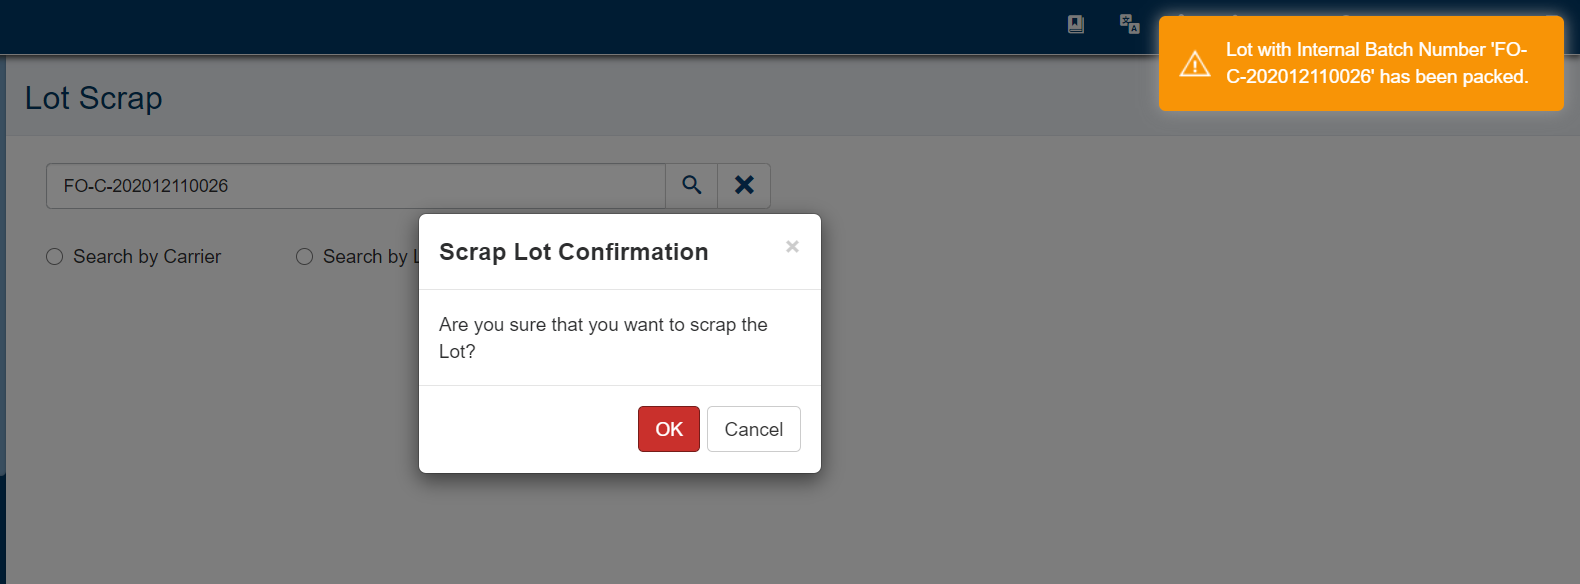 Lot with Internal Batch Number 'FO-
C-202012110026' has been packed.
Lot Scrap
FO-C-202012110026
Search by Carrier
Search by
Scrap Lot Confirmation
×
Are you sure that you want to scrap the
Lot?
OK
Cancel